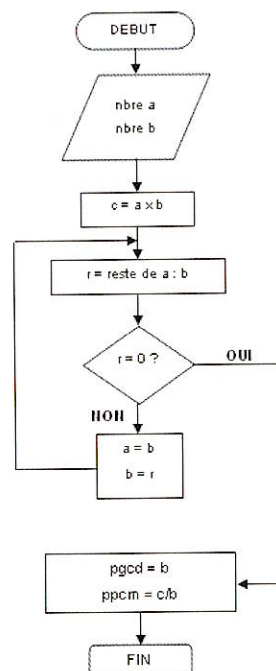 DEBUT
nbre a
nbre b
c = a x b
r = reste de a : b
r = 0 ?
OUI
NON
a = b
b = r
pgcd = b
ppcm = c/b
FIN